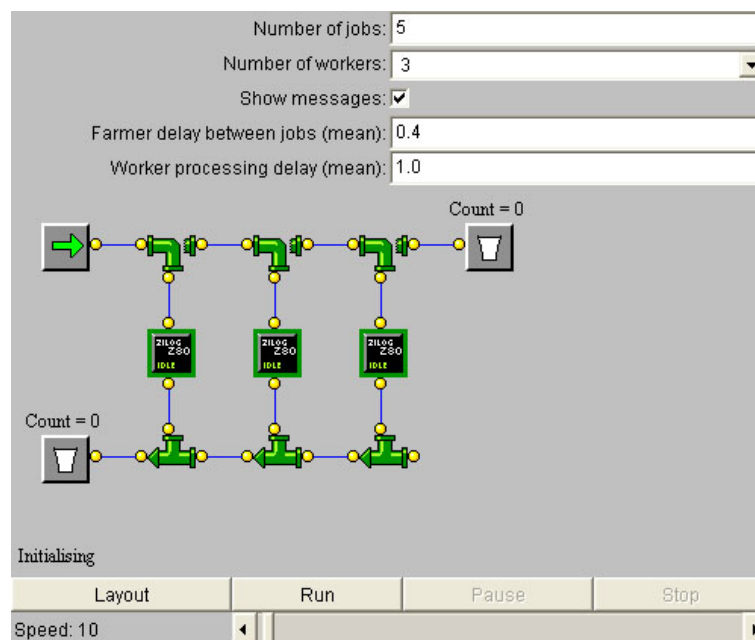 Number of jobs: 5
Number of workers: 3
Show messages:
Farmer delay between jobs (mean): 0.4
Worker processing delay (mean): 1.0
Count = 0
ZILOG ZILOG ZILOG
Z80 Z80 Z80
IDLE IDLE IDLE
Count = 0
Initialising
Layout Run Pause Stop
Speed: 10